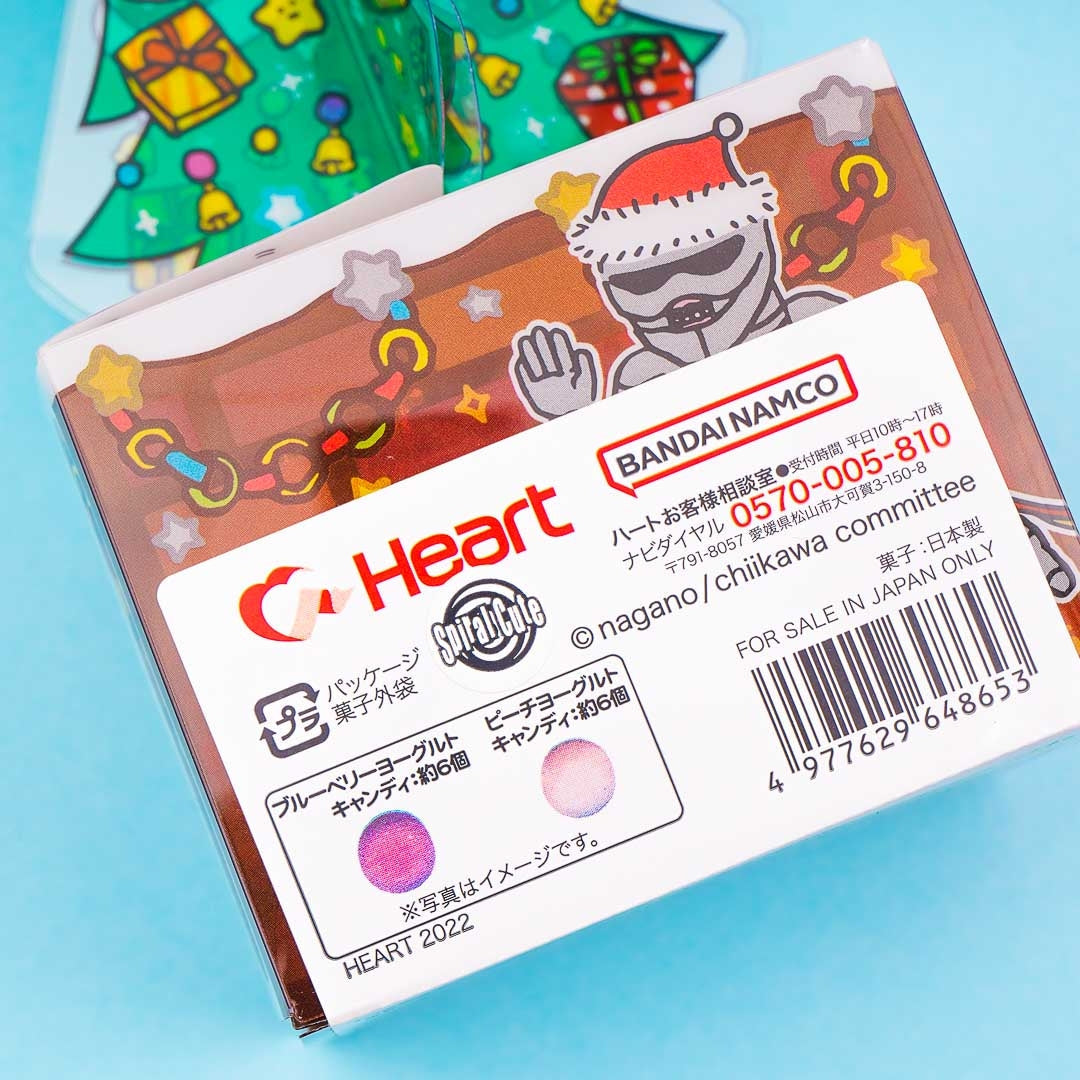 BANDAI NAMCO
Heart
ハートお客様相談室●受付時間 平日10時～17時
ナビダイヤル 0570-005-810
〒791-8057 愛媛県松山市大可賀3-150-8
©nagano/chiikawa committee
Spiral Cute
菓子:日本製
FOR SALE IN JAPAN ONLY
プラ
パッケージ
菓子外袋
ブルーベリーヨーグルト
キャンディ:約6個
ピーチヨーグルト
キャンディ:約6個
※写真はイメージです。
HEART 2022
4 977629 648653